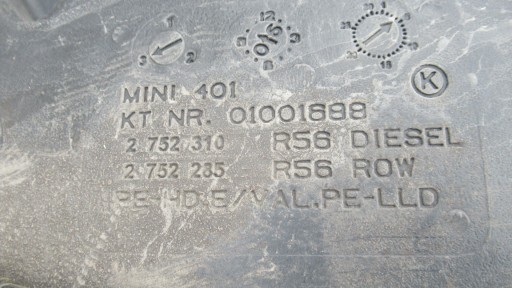 MINI 401
K
KT NR. 01001698
2 752 310 R56 DIESEL
2 752 285 R56 ROW
PE-HD.E/VAL.PE-LLD